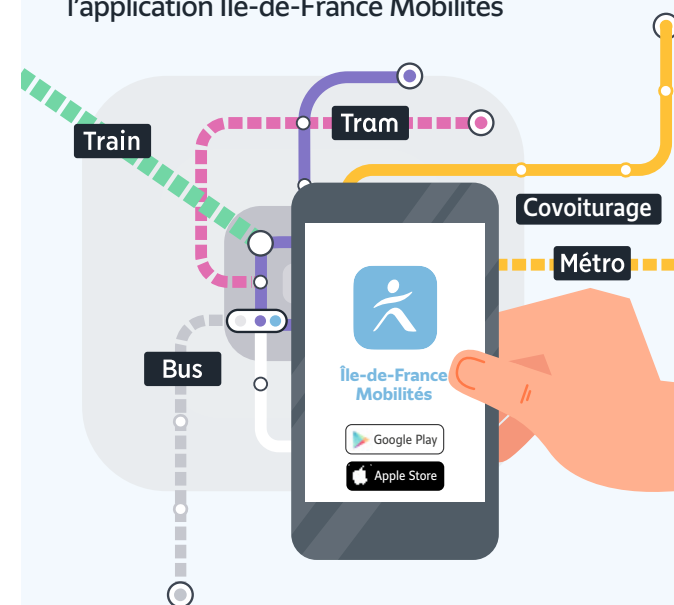 l'application Île-de-France Mobilités
Tram
Train
Covoiturage
Métro
Bus
Île-de-France
Mobilités
Google Play
Apple Store